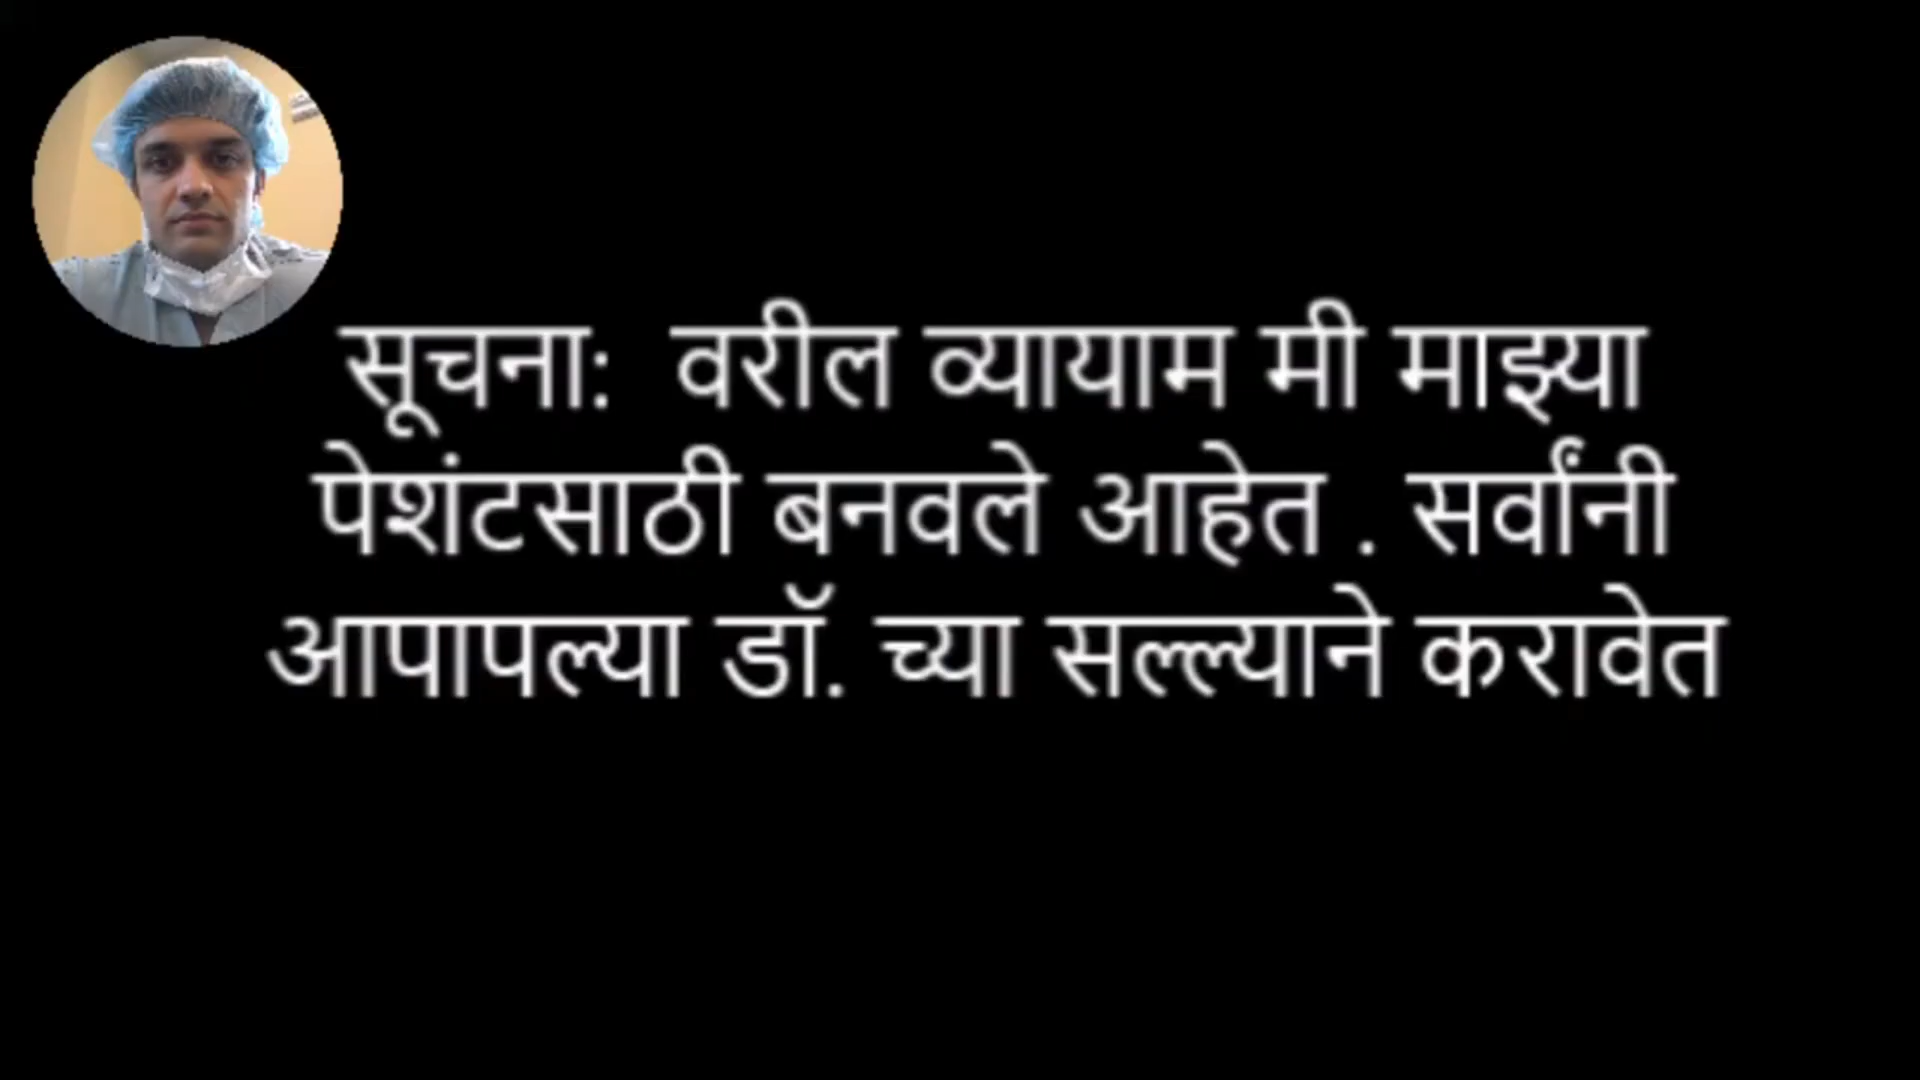 सूचना: वरील व्यायाम मी माझ्या
पेशंटसाठी बनवले आहेत . सर्वांनी
आपापल्या डॉ. च्या सल्ल्याने करावेत